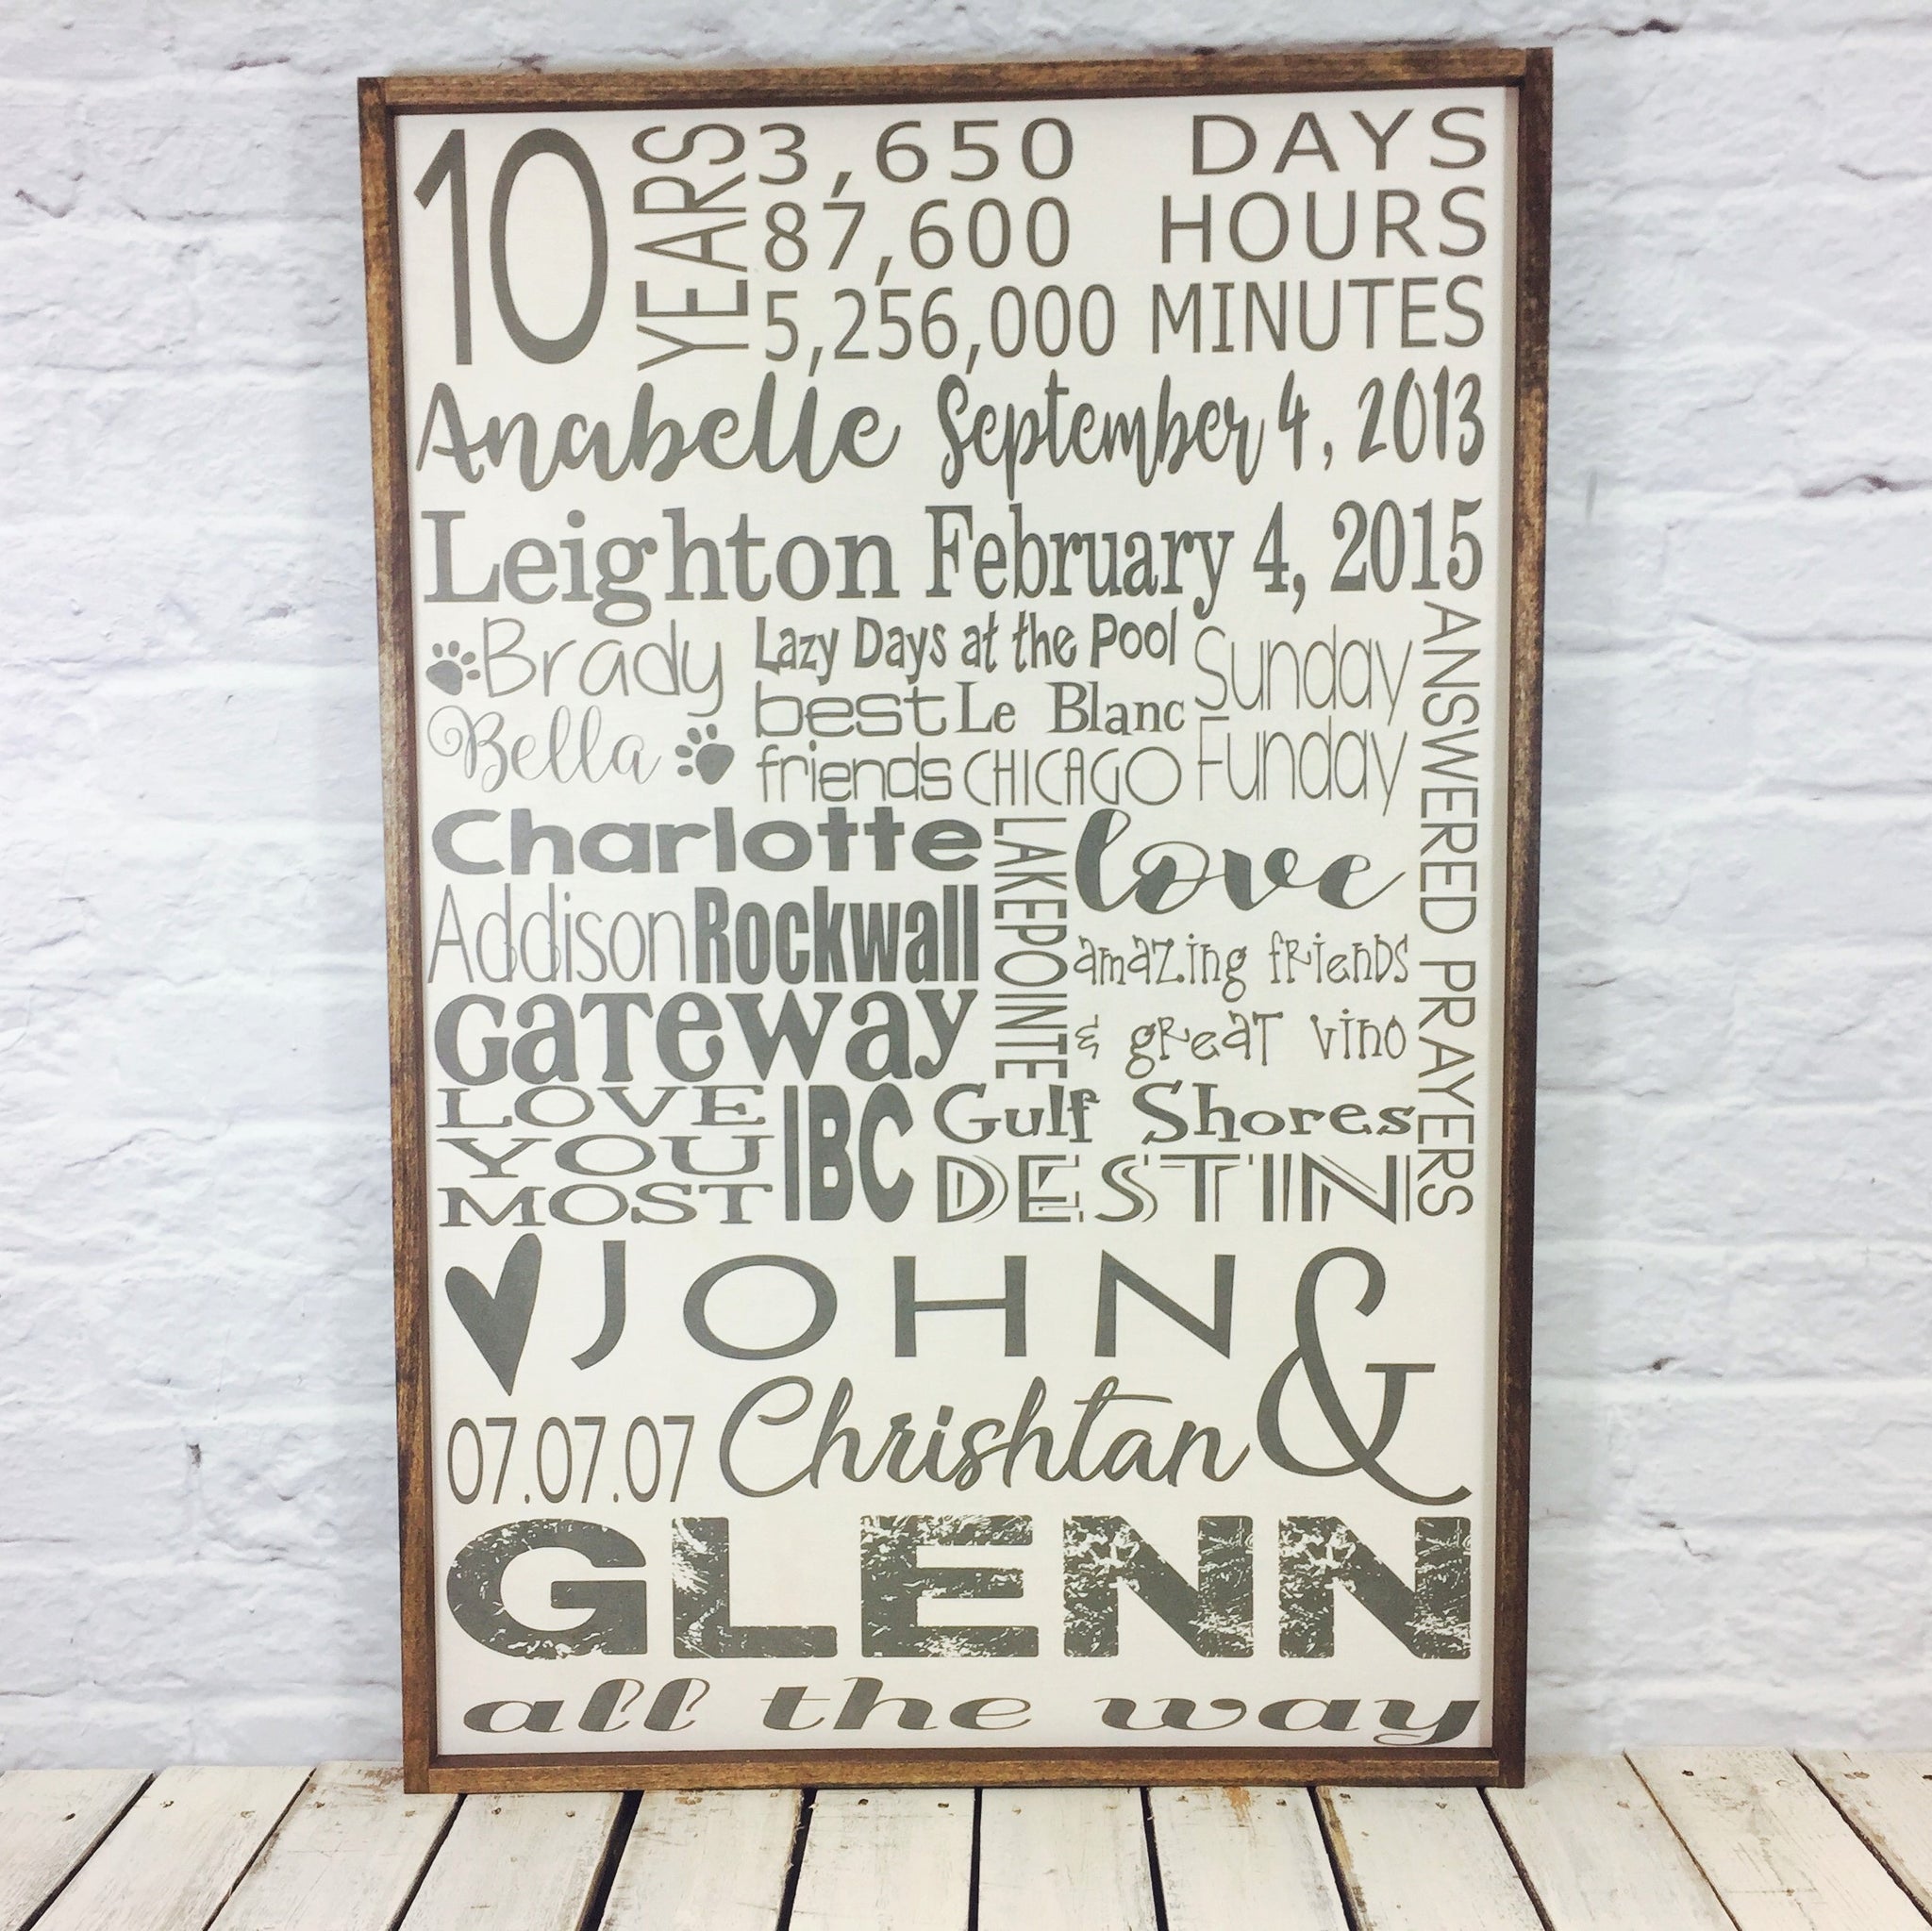 10 YEARS
3,650 DAYS
87,600 HOURS
5,256,000 MINUTES
Anabelle September 4, 2013
Leighton February 4, 2015
Brady
Bella
Lazy Days at the Pool
best
friends
Le Blanc
CHICAGO
Sunday
Funday
ANSWERED PRAYERS
Charlotte
Addison Rockwall
Gateway
LAKEPOINTE
love
amazing friends
& great vino
LOVE
YOU
MOST
IBC
Gulf Shores
DESTIN
JOHN &
07.07.07 Chrishtan
GLENN
all the way